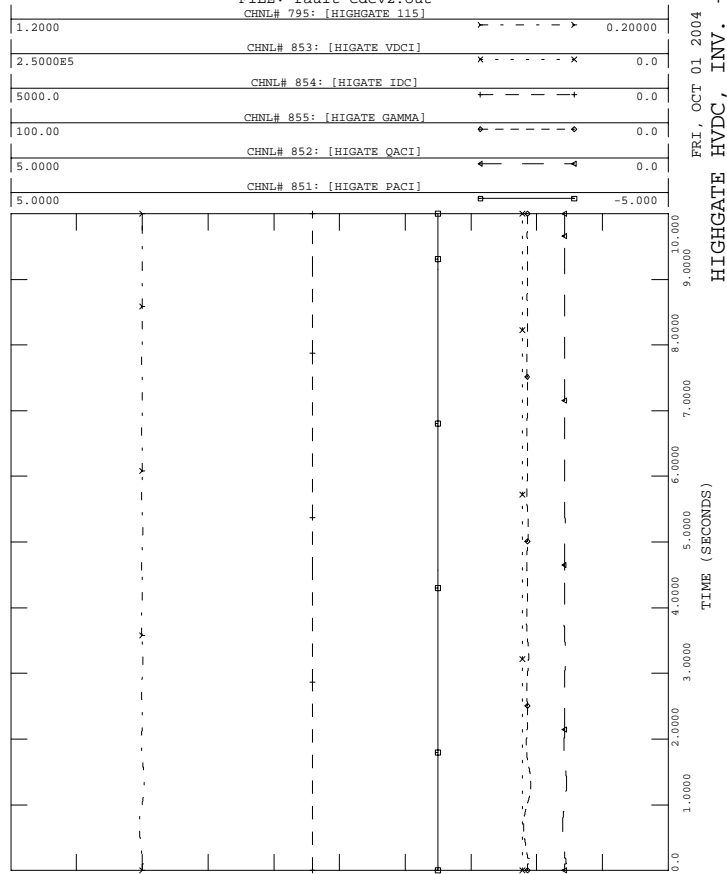 CHNL# 795: [HIGHGATE 115]
1.2000 0.20000
CHNL# 853: [HIGATE VDCI]
2.5000E5 0.0
CHNL# 854: [HIGATE IDC]
5000.0 0.0
CHNL# 855: [HIGATE GAMMA]
100.00 0.0
CHNL# 852: [HIGATE QACI]
5.0000 0.0
CHNL# 851: [HIGATE PACI]
5.0000 -5.000
FRI, OCT 01 2004
HIGHGATE HVDC, INV.
10.000
9.0000
8.0000
7.0000
6.0000
5.0000
4.0000
3.0000
2.0000
1.0000
0.0
TIME (SECONDS)